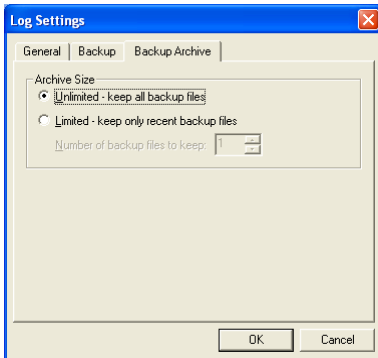 Log Settings
General Backup Backup Archive
Archive Size
Unlimited - keep all backup files
Limited - keep only recent backup files
Number of backup files to keep: 1
OK Cancel